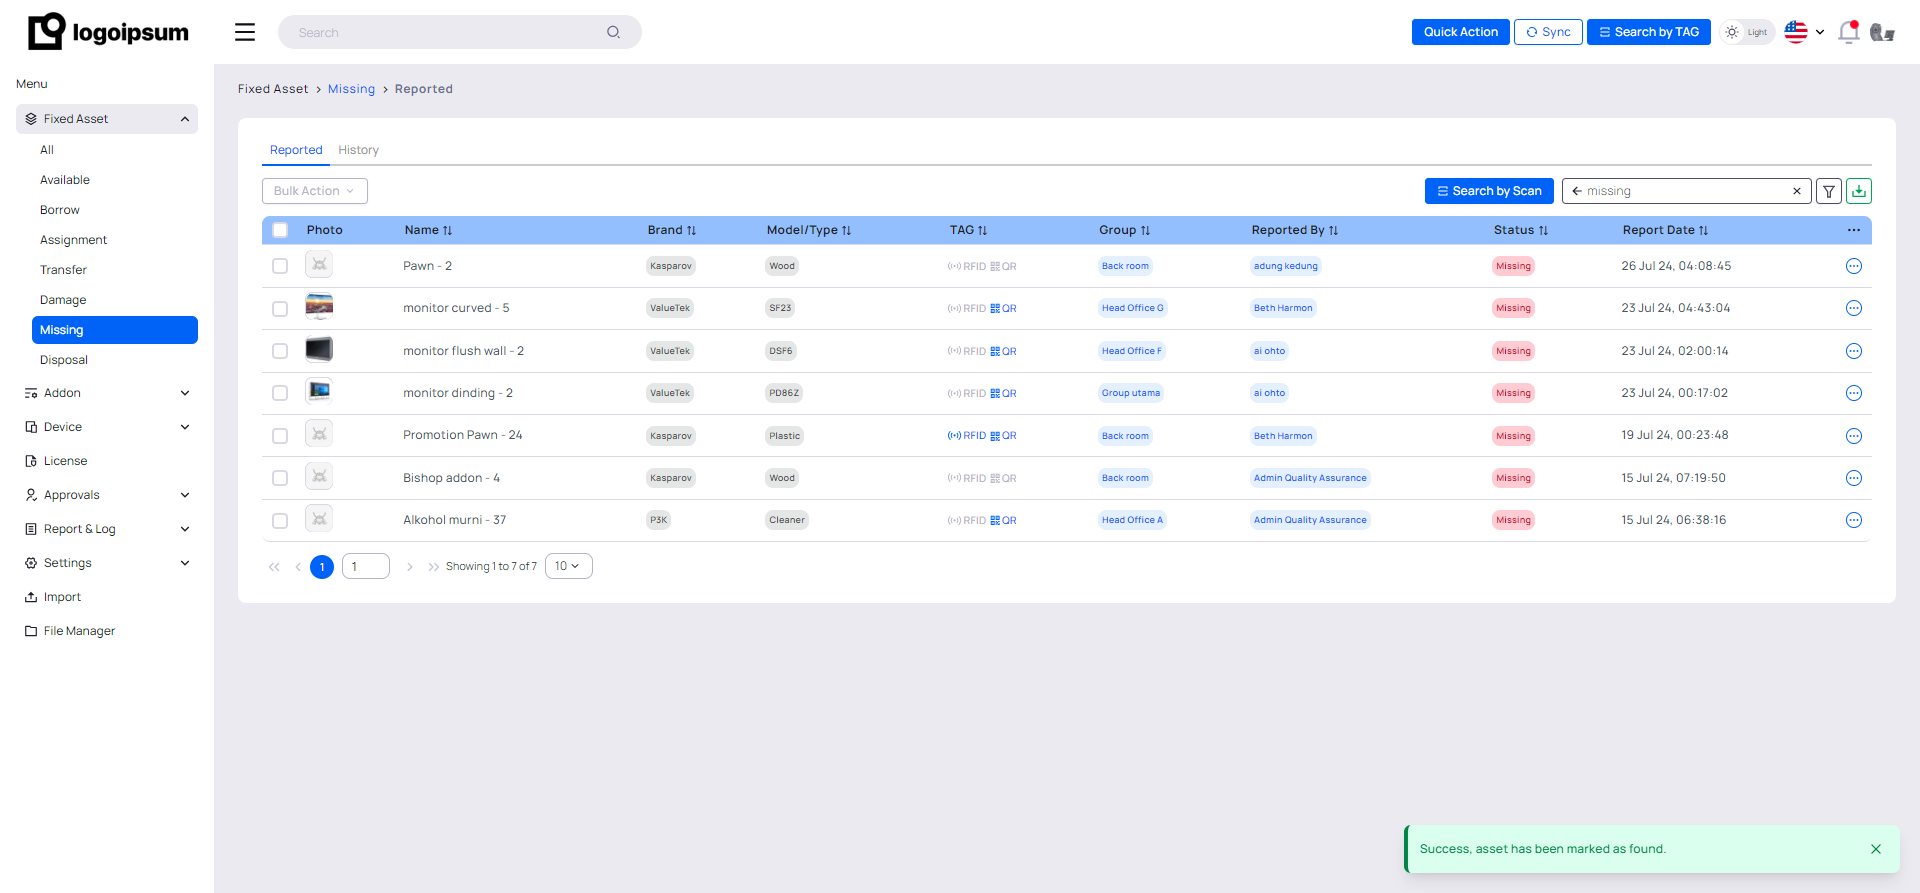 logoipsum
Search
Quick Action
Sync
Search by TAG
Light
Menu
Fixed Asset
All
Available
Borrow
Assignment
Transfer
Damage
Missing
Disposal
Addon
Device
License
Approvals
Report & Log
Settings
Import
File Manager
Fixed Asset > Missing > Reported
Reported History
Bulk Action
Search by Scan
missing
Photo Name Brand Model/Type TAG Group Reported By Status Report Date
Pawn - 2 Kasparov Wood RFID QR Back room adung kedung Missing 26 Jul 24, 04:08:45
monitor curved - 5 ValueTek SF23 RFID QR Head Office G Beth Harmon Missing 23 Jul 24, 04:43:04
monitor flush wall - 2 ValueTek DSF6 RFID QR Head Office F ai ohto Missing 23 Jul 24, 02:00:14
monitor dinding - 2 ValueTek PD86Z RFID QR Group utama ai ohto Missing 23 Jul 24, 00:17:02
Promotion Pawn - 24 Kasparov Plastic RFID QR Back room Beth Harmon Missing 19 Jul 24, 00:23:48
Bishop addon - 4 Kasparov Wood RFID QR Back room Admin Quality Assurance Missing 15 Jul 24, 07:19:50
Alkohol murni - 37 P3K Cleaner RFID QR Head Office A Admin Quality Assurance Missing 15 Jul 24, 06:38:16
1 1 Showing 1 to 7 of 7 10
Success, asset has been marked as found.